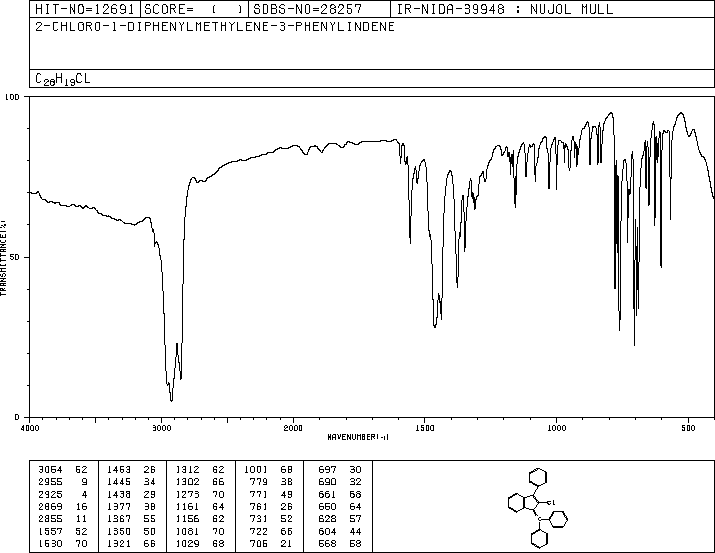 HIT-NO=12691 SCORE= ( ) SDBS-NO=28257 IR-NIDA-39948 : NUJOL MULL
2-CHLORO-1-DIPHENYLMETHYLENE-3-PHENYLINDENE
C28H19CL
100
50
0
TRANSMITTANCE(%)
4000 3000 2000 1500 1000 500
WAVENUMBER(-1)
3064 62 1463 26 1312 62 1001 68 697 30
2955 9 1445 34 1302 66 779 38 690 32
2925 4 1438 29 1273 70 771 49 661 68
2869 16 1377 38 1161 64 761 26 650 64
2855 11 1367 55 1156 62 731 52 628 57
1557 52 1350 50 1081 70 722 66 604 44
1530 70 1321 66 1029 68 706 21 568 58
Cl
C